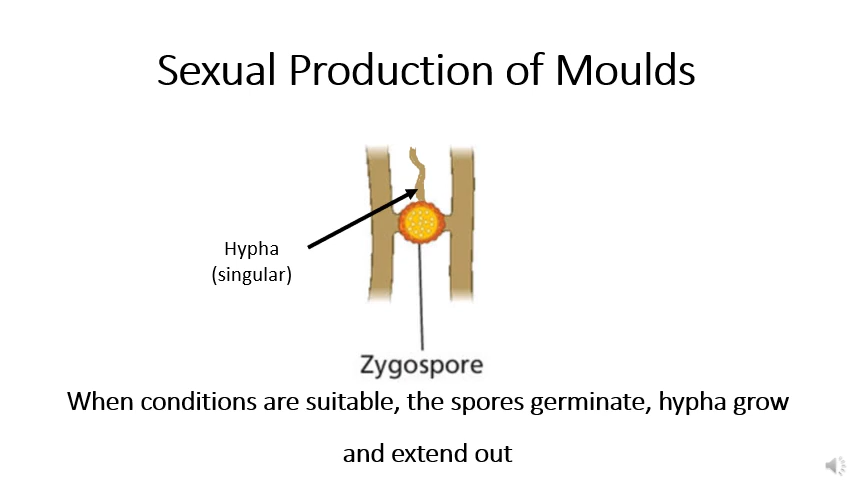 Sexual Production of Moulds
Hypha
(singular)
Zygospore
When conditions are suitable, the spores germinate, hypha grow
and extend out